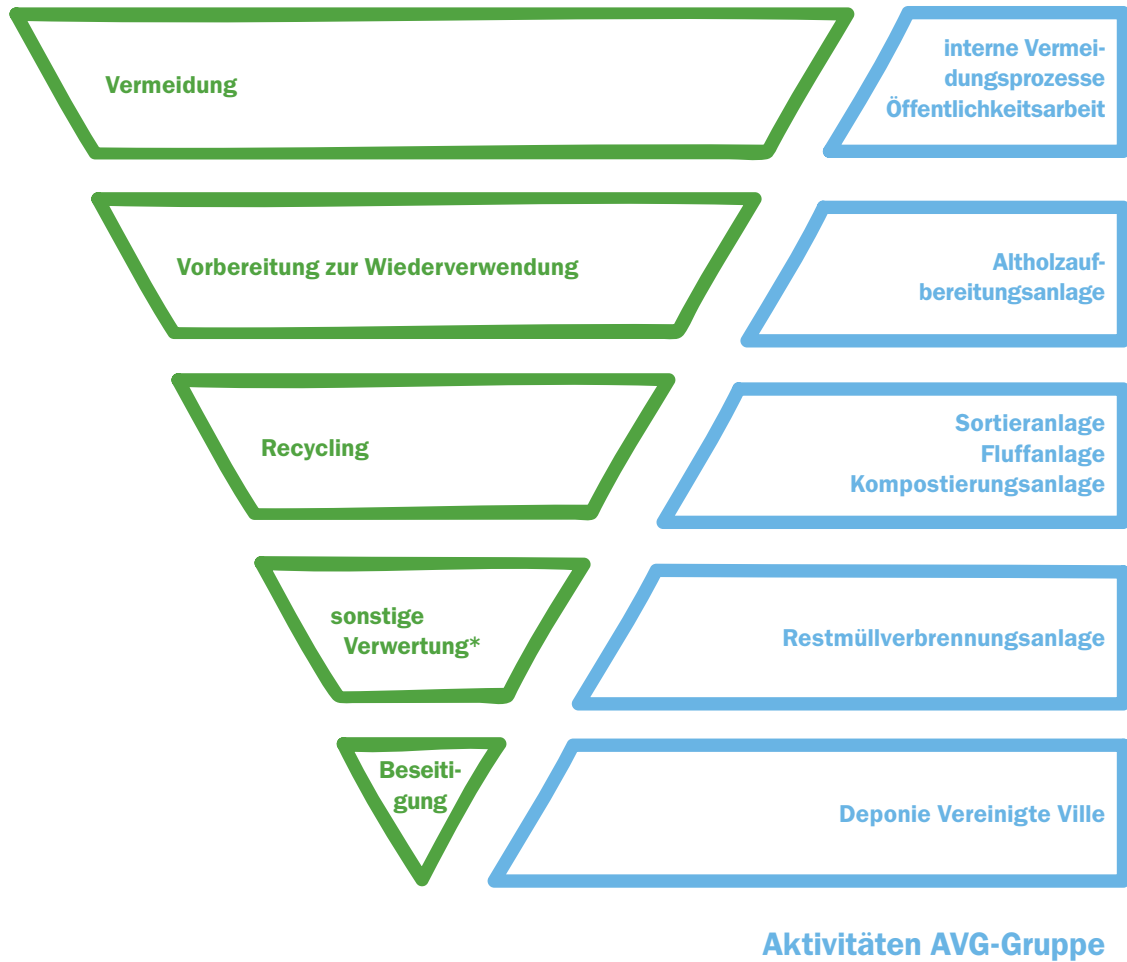 Vermeidung
interne Vermei-
dungsprozesse
Öffentlichkeitsarbeit
Vorbereitung zur Wiederverwendung
Altholzauf-
bereitungsanlage
Recycling
Sortieranlage
Fluffanlage
Kompostierungsanlage
sonstige
Verwertung*
Restmüllverbrennungsanlage
Beseiti-
gung
Deponie Vereinigte Ville
Aktivitäten AVG-Gruppe